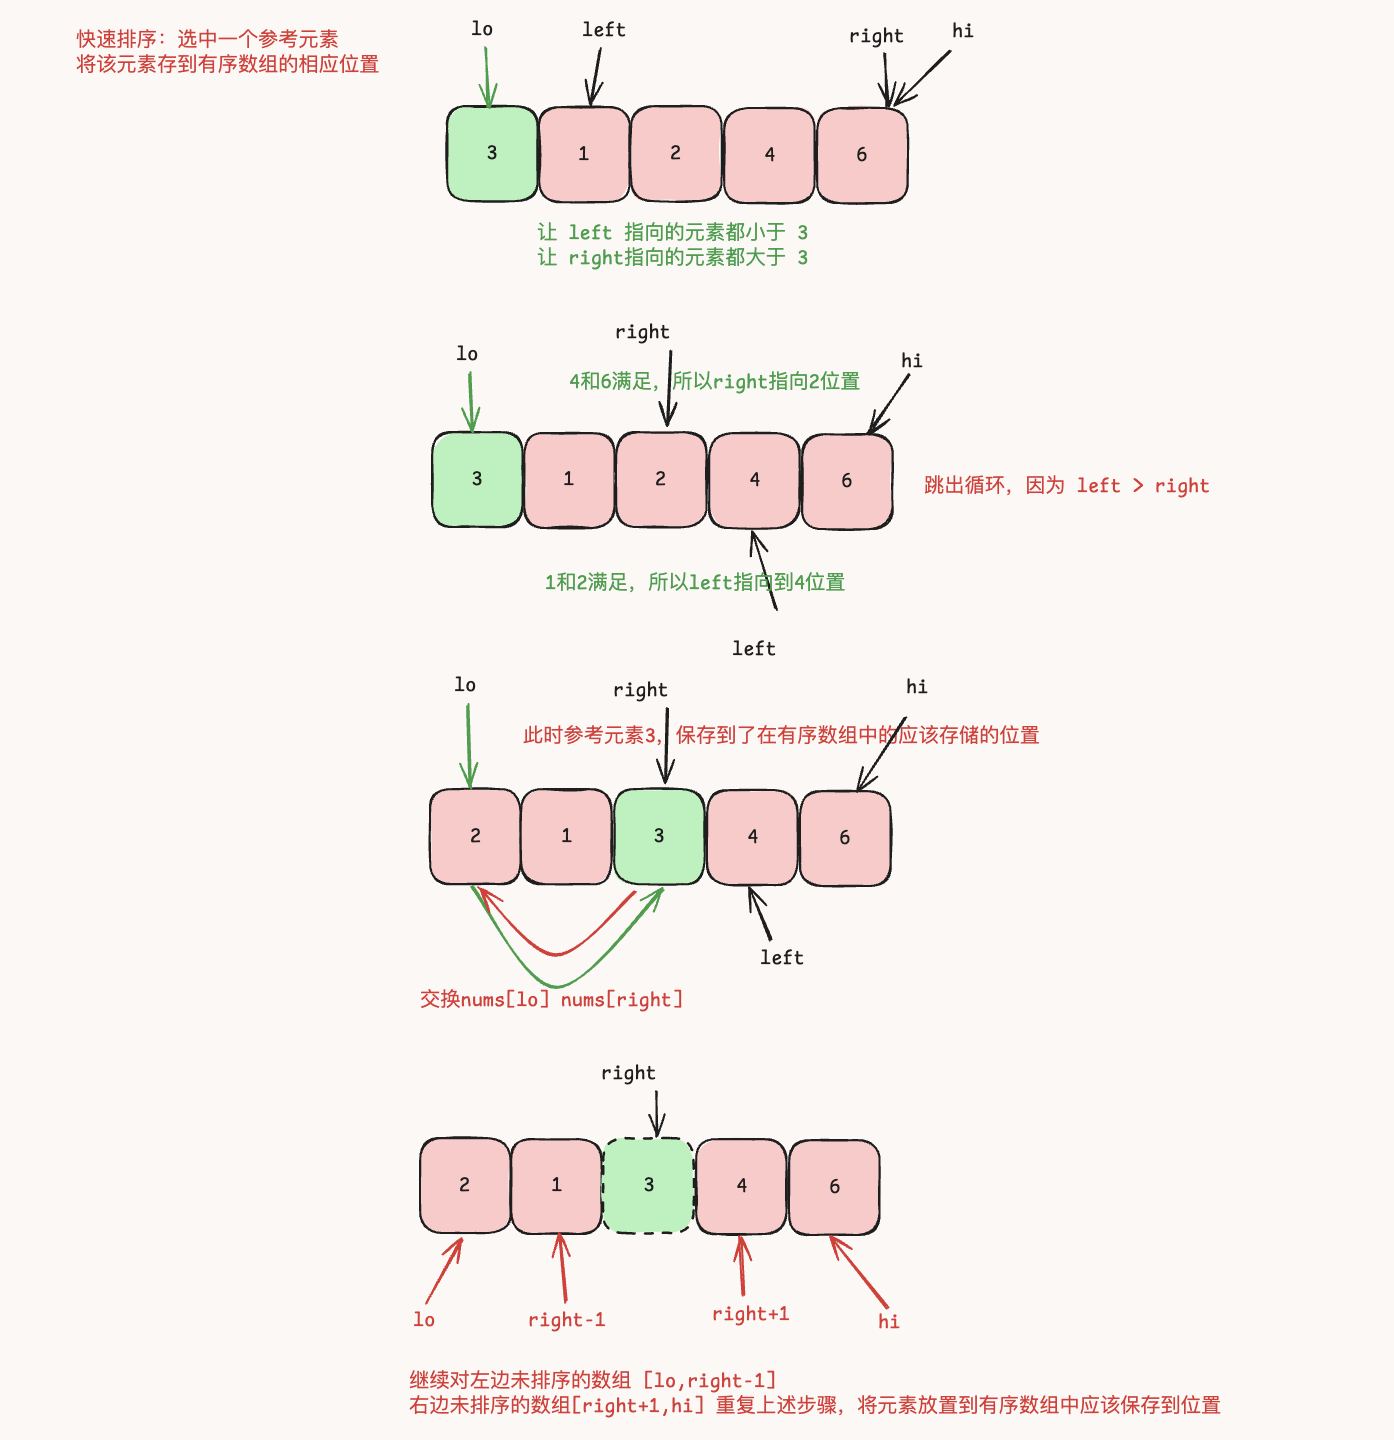 快速排序：选中一个参考元素
将该元素存到有序数组的相应位置
lo
left
right
hi
3
1
2
4
6
让 left 指向的元素都小于 3
让 right指向的元素都大于 3
right
lo
hi
4和6满足，所以right指向2位置
3
1
2
4
6
跳出循环，因为 left > right
1和2满足，所以left指向到4位置
left
lo
right
hi
此时参考元素3，保存到了在有序数组中的应该存储的位置
2
1
3
4
6
left
交换nums[lo] nums[right]
right
2
1
3
4
6
lo
right-1
right+1
hi
继续对左边未排序的数组 [lo,right-1]
右边未排序的数组[right+1,hi] 重复上述步骤，将元素放置到有序数组中应该保存到位置